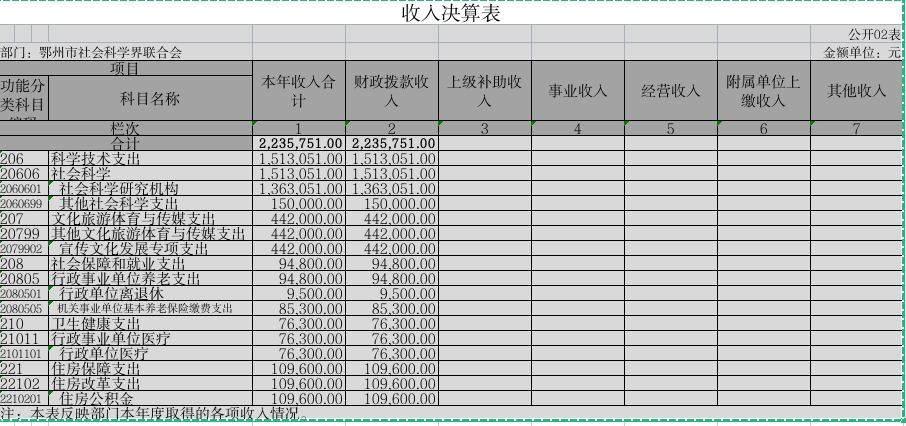 收入决算表
公开02表
部门：鄂州市社会科学界联合会 金额单位：元
项目 本年收入合计 财政拨款收入 上级补助收入 事业收入 经营收入 附属单位上缴收入 其他收入
功能分类科目 科目名称
栏次 1 2 3 4 5 6 7
合计 2,235,751.00 2,235,751.00
206 科学技术支出 1,513,051.00 1,513,051.00
20606 社会科学 1,513,051.00 1,513,051.00
2060601 社会科学研究机构 1,363,051.00 1,363,051.00
2060699 其他社会科学支出 150,000.00 150,000.00
207 文化旅游体育与传媒支出 442,000.00 442,000.00
20799 其他文化旅游体育与传媒支出 442,000.00 442,000.00
2079902 宣传文化发展专项支出 442,000.00 442,000.00
208 社会保障和就业支出 94,800.00 94,800.00
20805 行政事业单位养老支出 94,800.00 94,800.00
2080501 行政单位离退休 9,500.00 9,500.00
2080505 机关事业单位基本养老保险缴费支出 85,300.00 85,300.00
210 卫生健康支出 76,300.00 76,300.00
21011 行政事业单位医疗 76,300.00 76,300.00
2101101 行政单位医疗 76,300.00 76,300.00
221 住房保障支出 109,600.00 109,600.00
22102 住房改革支出 109,600.00 109,600.00
2210201 住房公积金 109,600.00 109,600.00
注：本表反映部门本年度取得的各项收入情况。